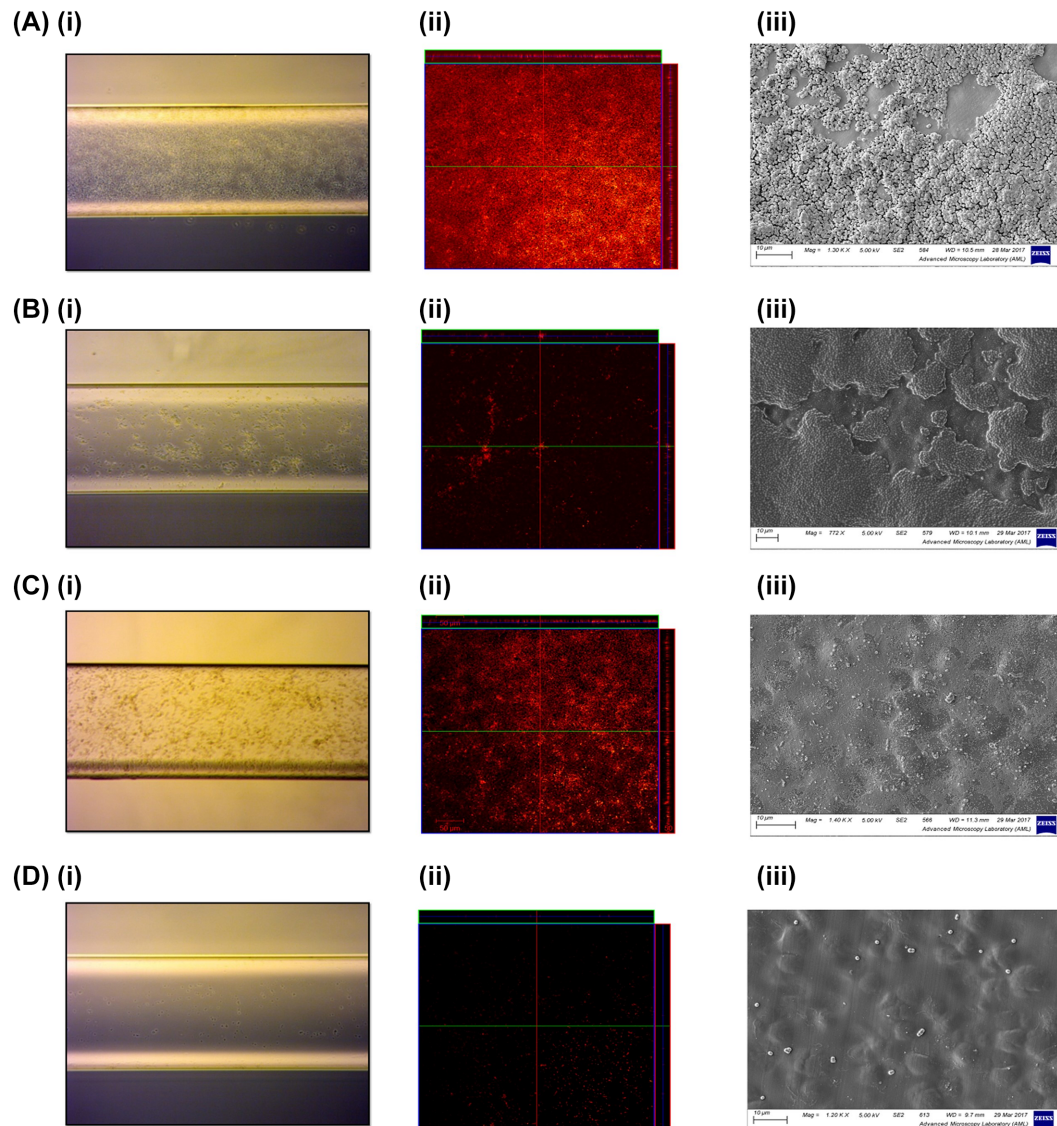 (A) (i) (ii) (iii)
10 µm Mag = 1.30 K X 5.00 kV SE2 584 WD = 10.5 mm 28 Mar 2017 ZEISS
Advanced Microscopy Laboratory (AML)
(B) (i) (ii) (iii)
10 µm Mag = 772 X 5.00 kV SE2 579 WD = 10.1 mm 29 Mar 2017 ZEISS
Advanced Microscopy Laboratory (AML)
(C) (i) (ii) (iii)
50 µm
50 µm
10 µm Mag = 1.40 K X 5.00 kV SE2 566 WD = 11.3 mm 29 Mar 2017 ZEISS
Advanced Microscopy Laboratory (AML)
(D) (i) (ii) (iii)
10 µm Mag = 1.20 K X 5.00 kV SE2 613 WD = 9.7 mm 29 Mar 2017 ZEISS
Advanced Microscopy Laboratory (AML)